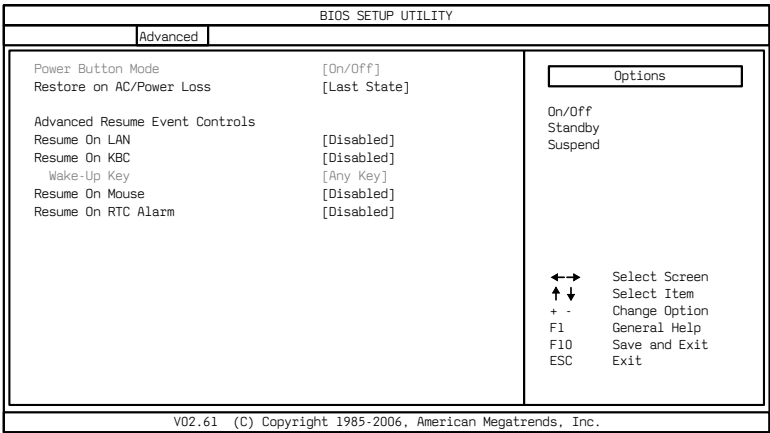 BIOS SETUP UTILITY
Advanced
Power Button Mode [On/Off]
Restore on AC/Power Loss [Last State]
Advanced Resume Event Controls
Resume On LAN [Disabled]
Resume On KBC [Disabled]
Wake-Up Key [Any Key]
Resume On Mouse [Disabled]
Resume On RTC Alarm [Disabled]
Options
On/Off
Standby
Suspend
←→ Select Screen
↑↓ Select Item
+ - Change Option
F1 General Help
F10 Save and Exit
ESC Exit
V02.61 (C) Copyright 1985-2006, American Megatrends, Inc.